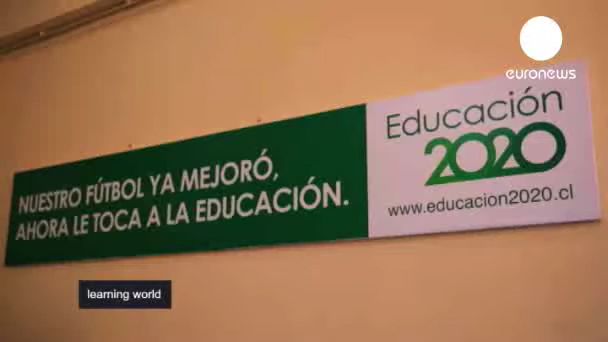 euronews
NUESTRO FÚTBOL YA MEJORÓ,
AHORA LE TOCA A LA EDUCACIÓN.
Educación
2020
www.educacion2020.cl
learning world